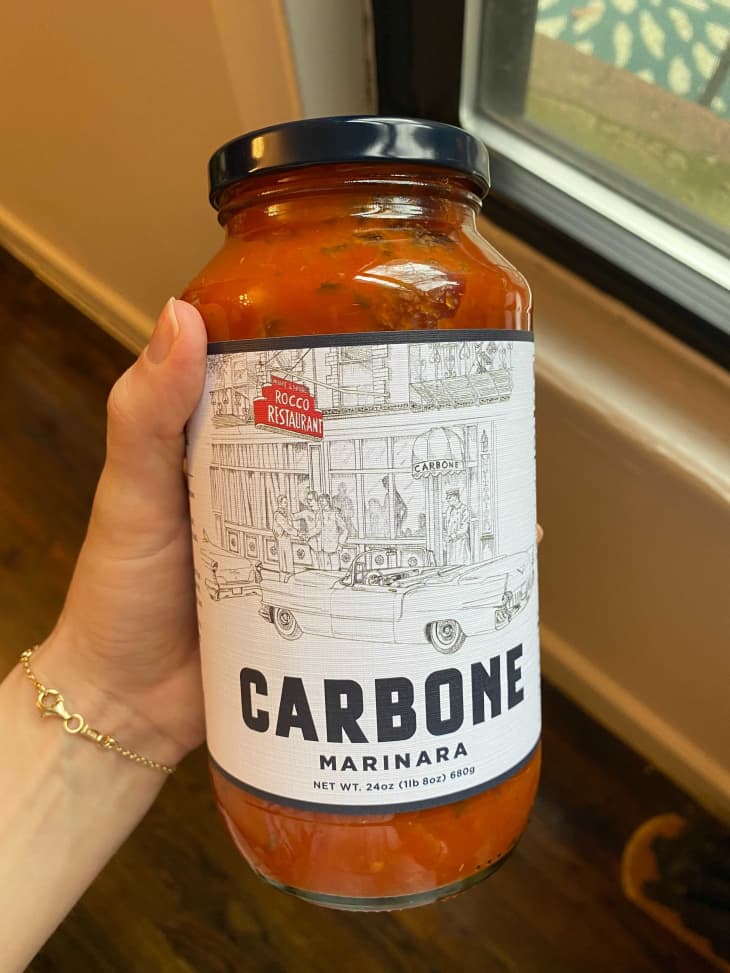 ROCCO
RESTAURANT
CARBONE
CARBONE
MARINARA
NET WT. 24oz (1lb 8oz) 680g